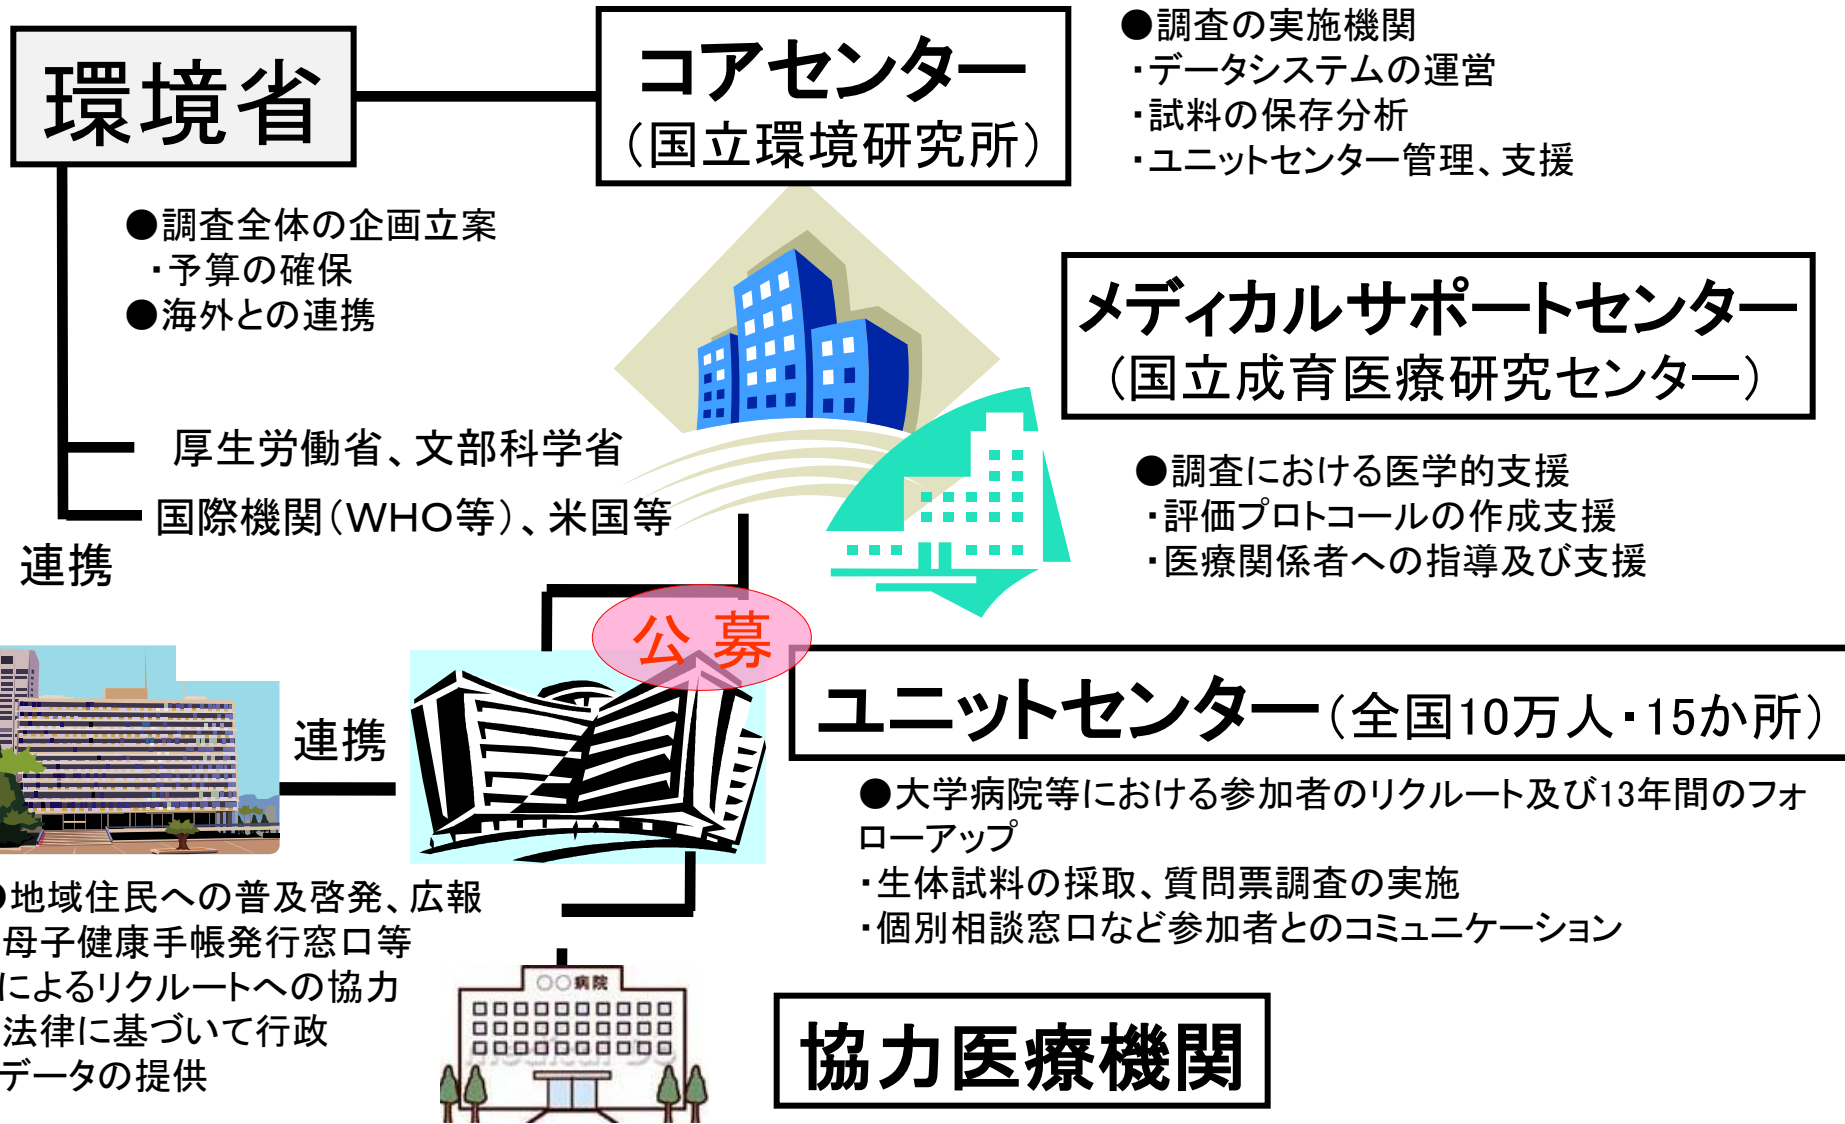 環境省
コアセンター
（国立環境研究所）
●調査の実施機関
・データシステムの運営
・試料の保存分析
・ユニットセンター管理、支援
●調査全体の企画立案
・予算の確保
●海外との連携
メディカルサポートセンター
（国立成育医療研究センター）
厚生労働省、文部科学省
国際機関（ＷＨＯ等）、米国等
連携
●調査における医学的支援
・評価プロトコールの作成支援
・医療関係者への指導及び支援
公 募
ユニットセンター（全国10万人・15か所）
連携
●大学病院等における参加者のリクルート及び13年間のフォ
ローアップ
・生体試料の採取、質問票調査の実施
・個別相談窓口など参加者とのコミュニケーション
●地域住民への普及啓発、広報
母子健康手帳発行窓口等
によるリクルートへの協力
法律に基づいて行政
データの提供
○○病院
協力医療機関